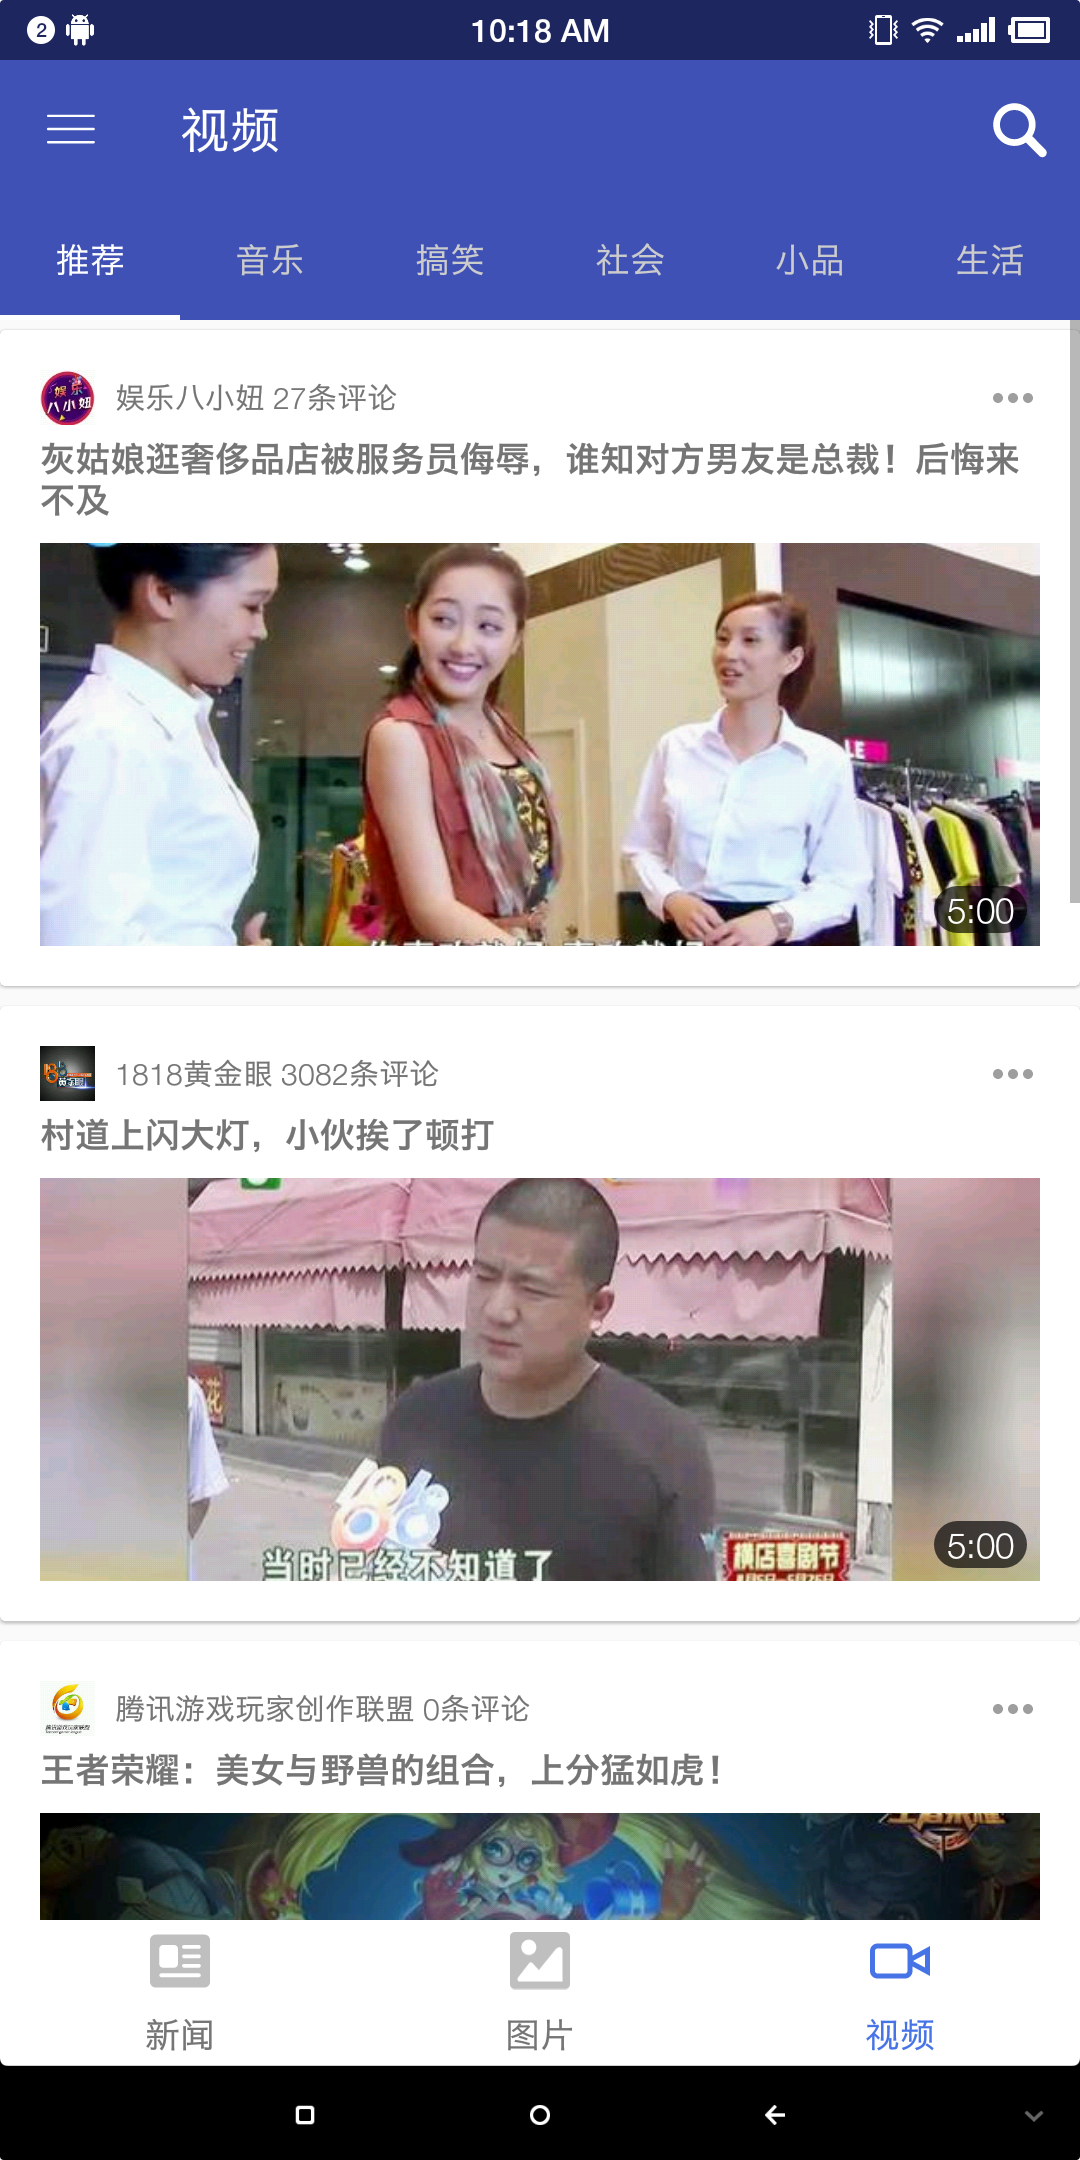 2
10:18 AM
视频
推荐 音乐 搞笑 社会 小品 生活
娱乐八小妞 27条评论
娱乐
八小妞
灰姑娘逛奢侈品店被服务员侮辱，谁知对方男友是总裁！后悔来
不及
LE
5:00
1818黄金眼 3082条评论
村道上闪大灯，小伙挨了顿打
1818
当时已经不知道了
横店喜剧节
5:00
腾讯游戏玩家创作联盟 0条评论
王者荣耀：美女与野兽的组合，上分猛如虎！
王者荣耀
新闻 图片 视频